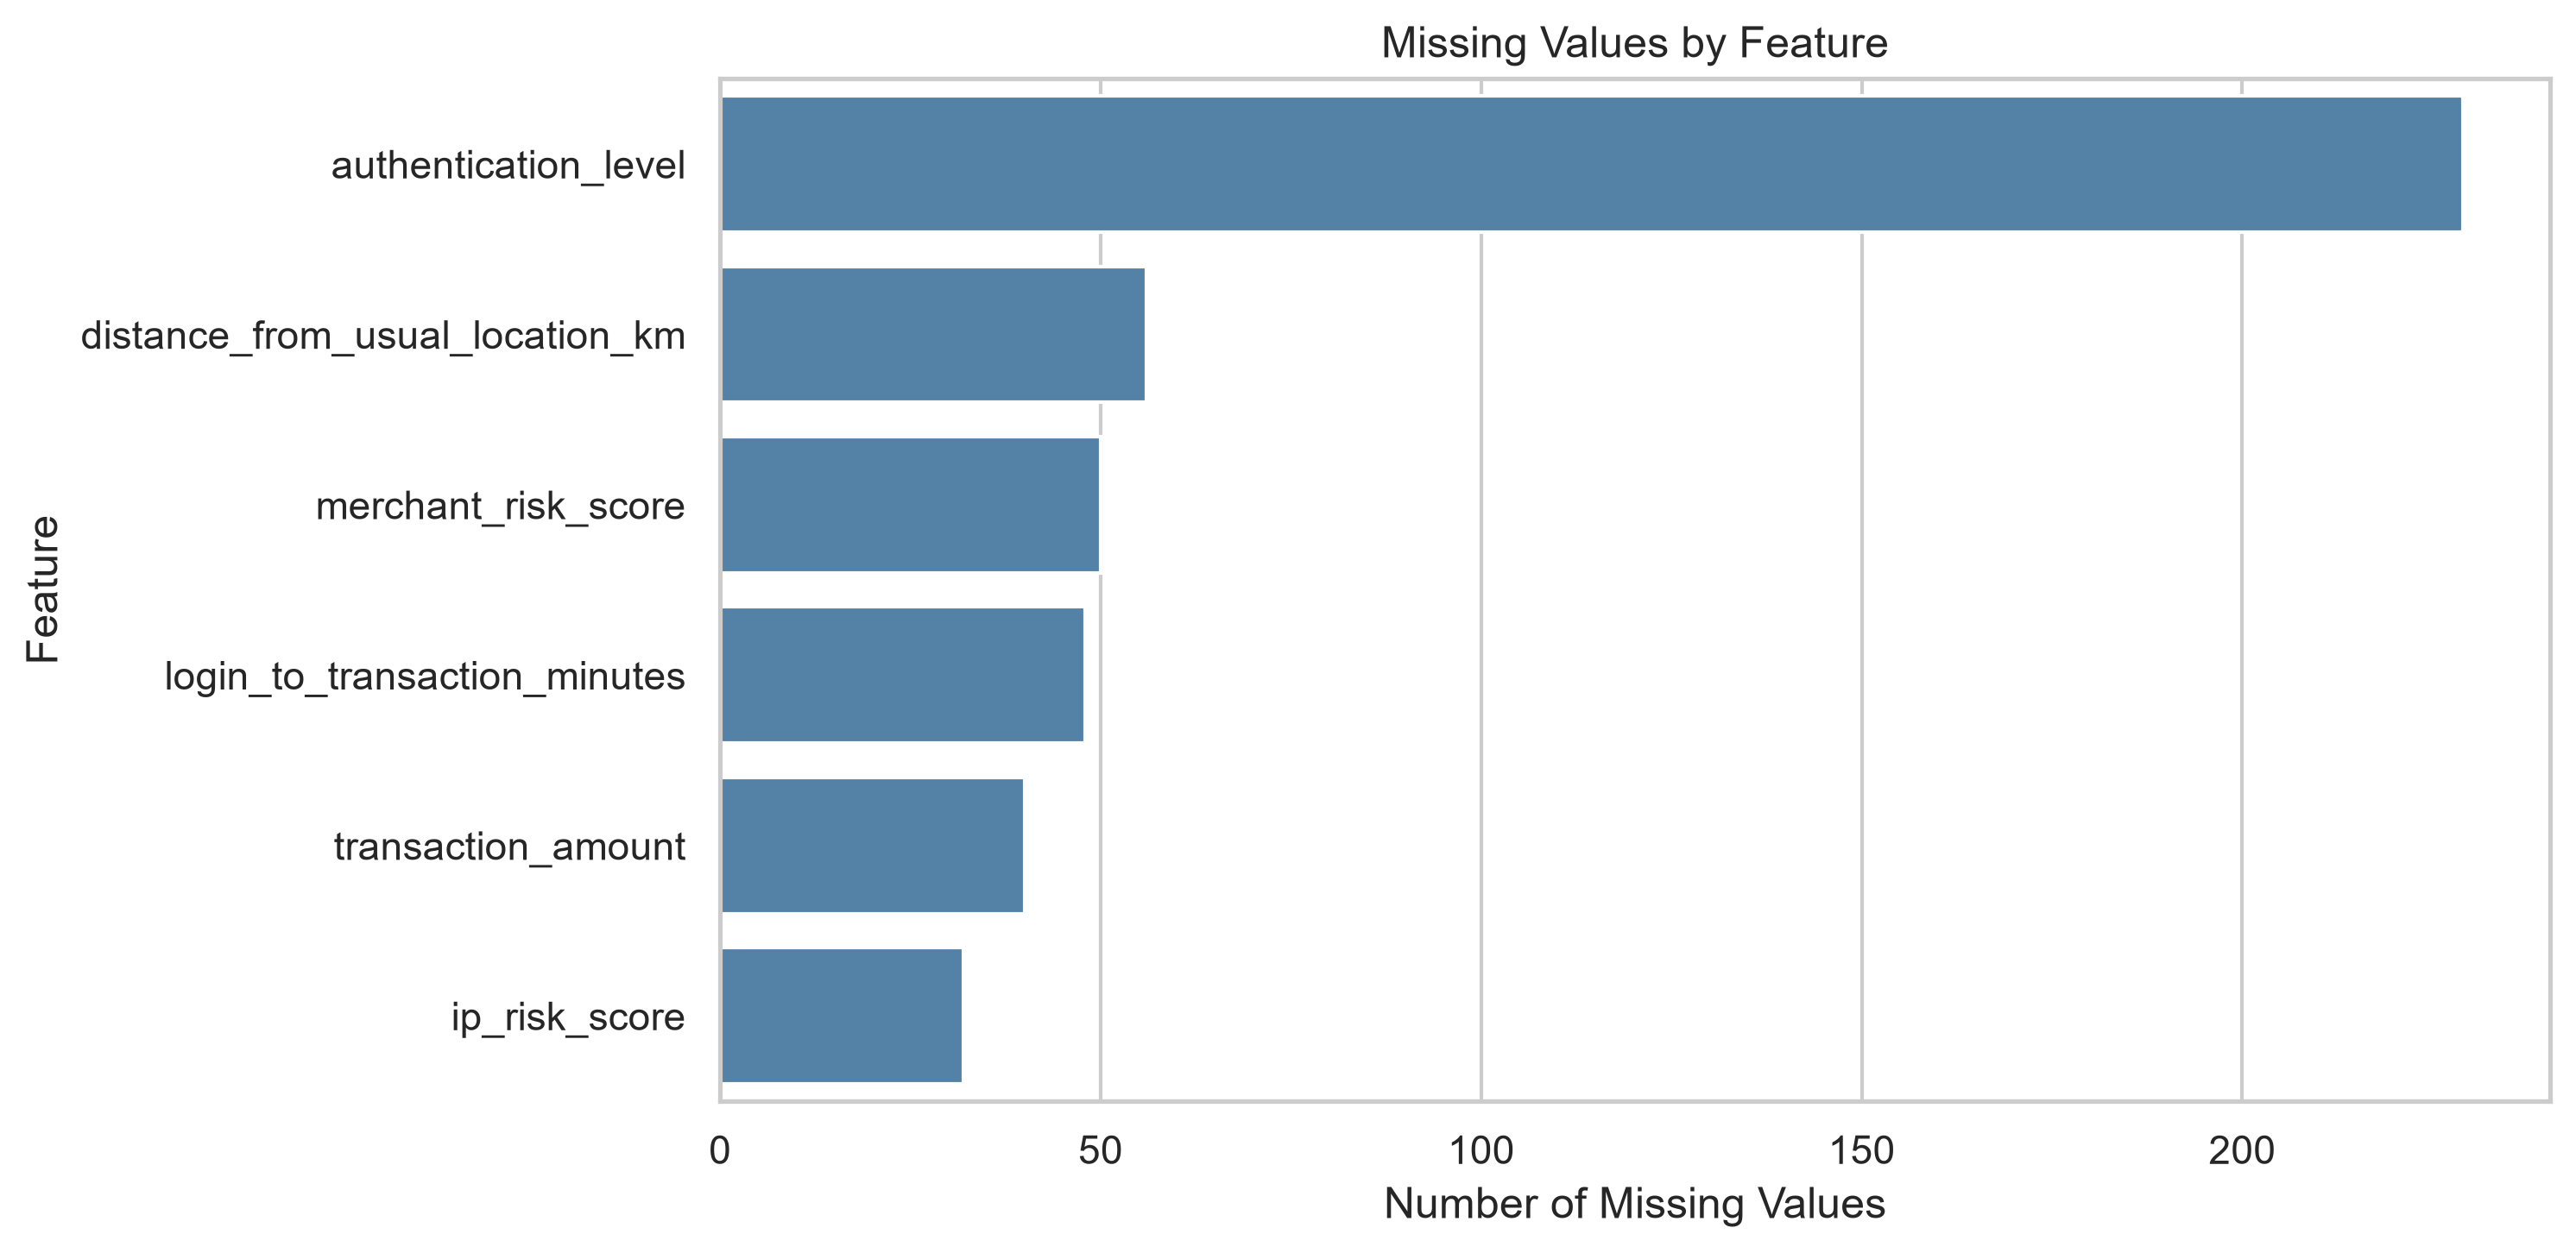 Missing Values by Feature
Feature
authentication_level
distance_from_usual_location_km
merchant_risk_score
login_to_transaction_minutes
transaction_amount
ip_risk_score
0 50 100 150 200
Number of Missing Values